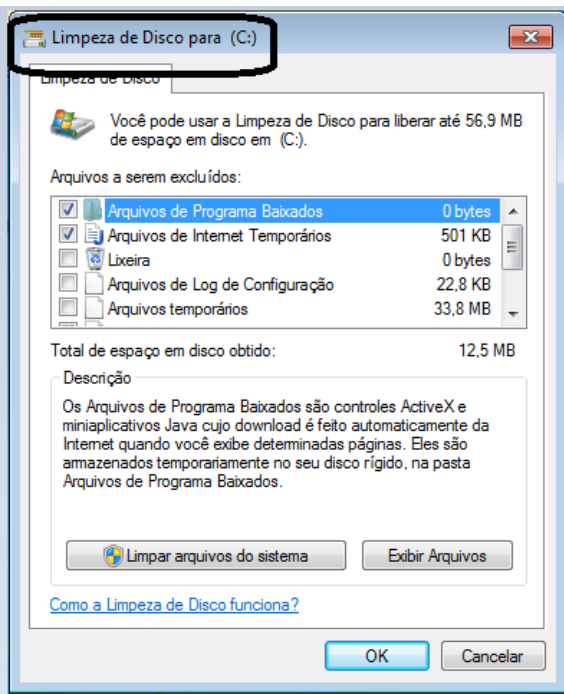 Limpeza de Disco para (C:)
Limpeza de Disco
Você pode usar a Limpeza de Disco para liberar até 56,9 MB
de espaço em disco em (C:).
Arquivos a serem excluídos:
Arquivos de Programa Baixados 0 bytes
Arquivos de Internet Temporários 501 KB
Lixeira 0 bytes
Arquivos de Log de Configuração 22,8 KB
Arquivos temporários 33,8 MB
Total de espaço em disco obtido: 12,5 MB
Descrição
Os Arquivos de Programa Baixados são controles ActiveX e
miniaplicativos Java cujo download é feito automaticamente da
Internet quando você exibe determinadas páginas. Eles são
armazenados temporariamente no seu disco rígido, na pasta
Arquivos de Programa Baixados.
Limpar arquivos do sistema Exibir Arquivos
Como a Limpeza de Disco funciona?
OK Cancelar